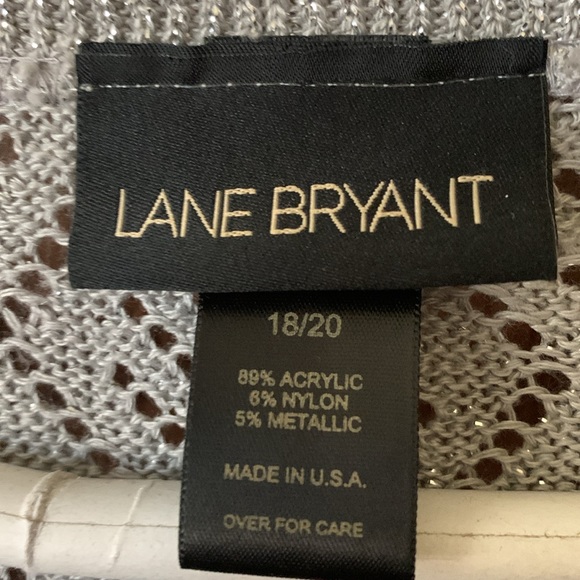 LANE BRYANT
18/20
89% ACRYLIC
6% NYLON
5% METALLIC
MADE IN U.S.A.
OVER FOR CARE